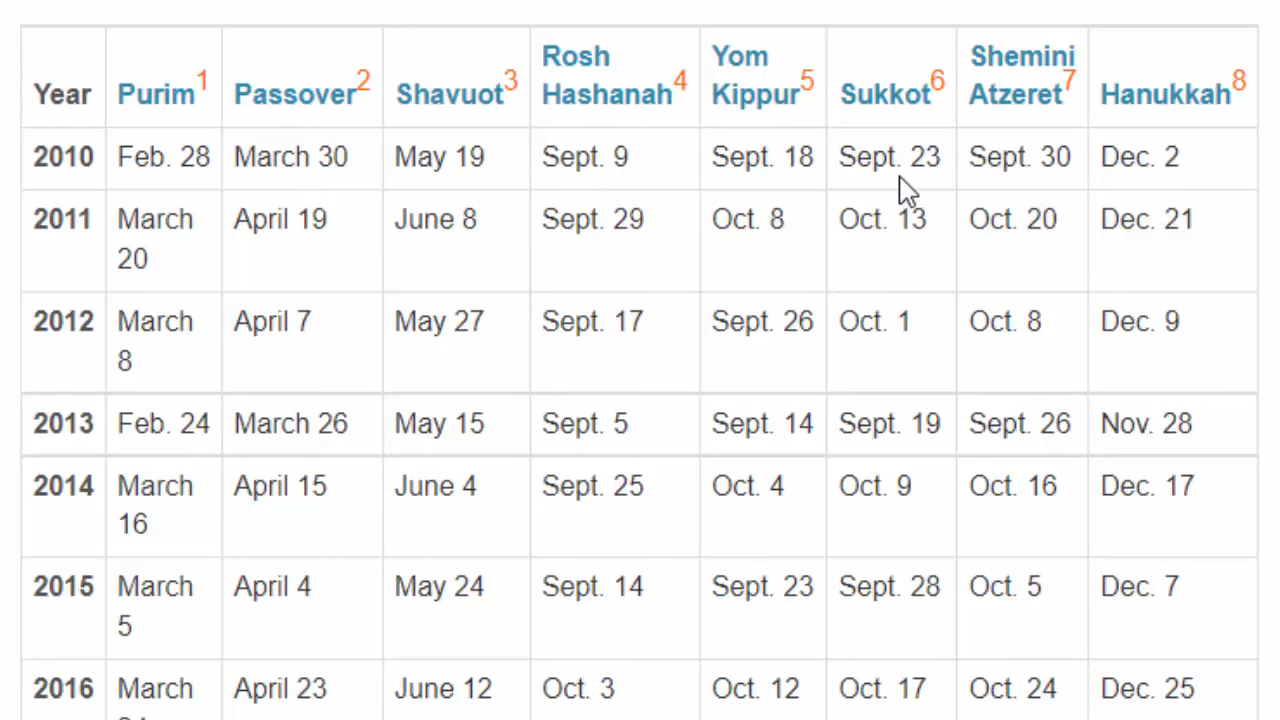 Year Purim1 Passover2 Shavuot3 Rosh Hashanah4 Yom Kippur5 Sukkot6 Shemini Atzeret7 Hanukkah8
2010 Feb. 28 March 30 May 19 Sept. 9 Sept. 18 Sept. 23 Sept. 30 Dec. 2
2011 March 20 April 19 June 8 Sept. 29 Oct. 8 Oct. 13 Oct. 20 Dec. 21
2012 March 8 April 7 May 27 Sept. 17 Sept. 26 Oct. 1 Oct. 8 Dec. 9
2013 Feb. 24 March 26 May 15 Sept. 5 Sept. 14 Sept. 19 Sept. 26 Nov. 28
2014 March 16 April 15 June 4 Sept. 25 Oct. 4 Oct. 9 Oct. 16 Dec. 17
2015 March 5 April 4 May 24 Sept. 14 Sept. 23 Sept. 28 Oct. 5 Dec. 7
2016 March April 23 June 12 Oct. 3 Oct. 12 Oct. 17 Oct. 24 Dec. 25